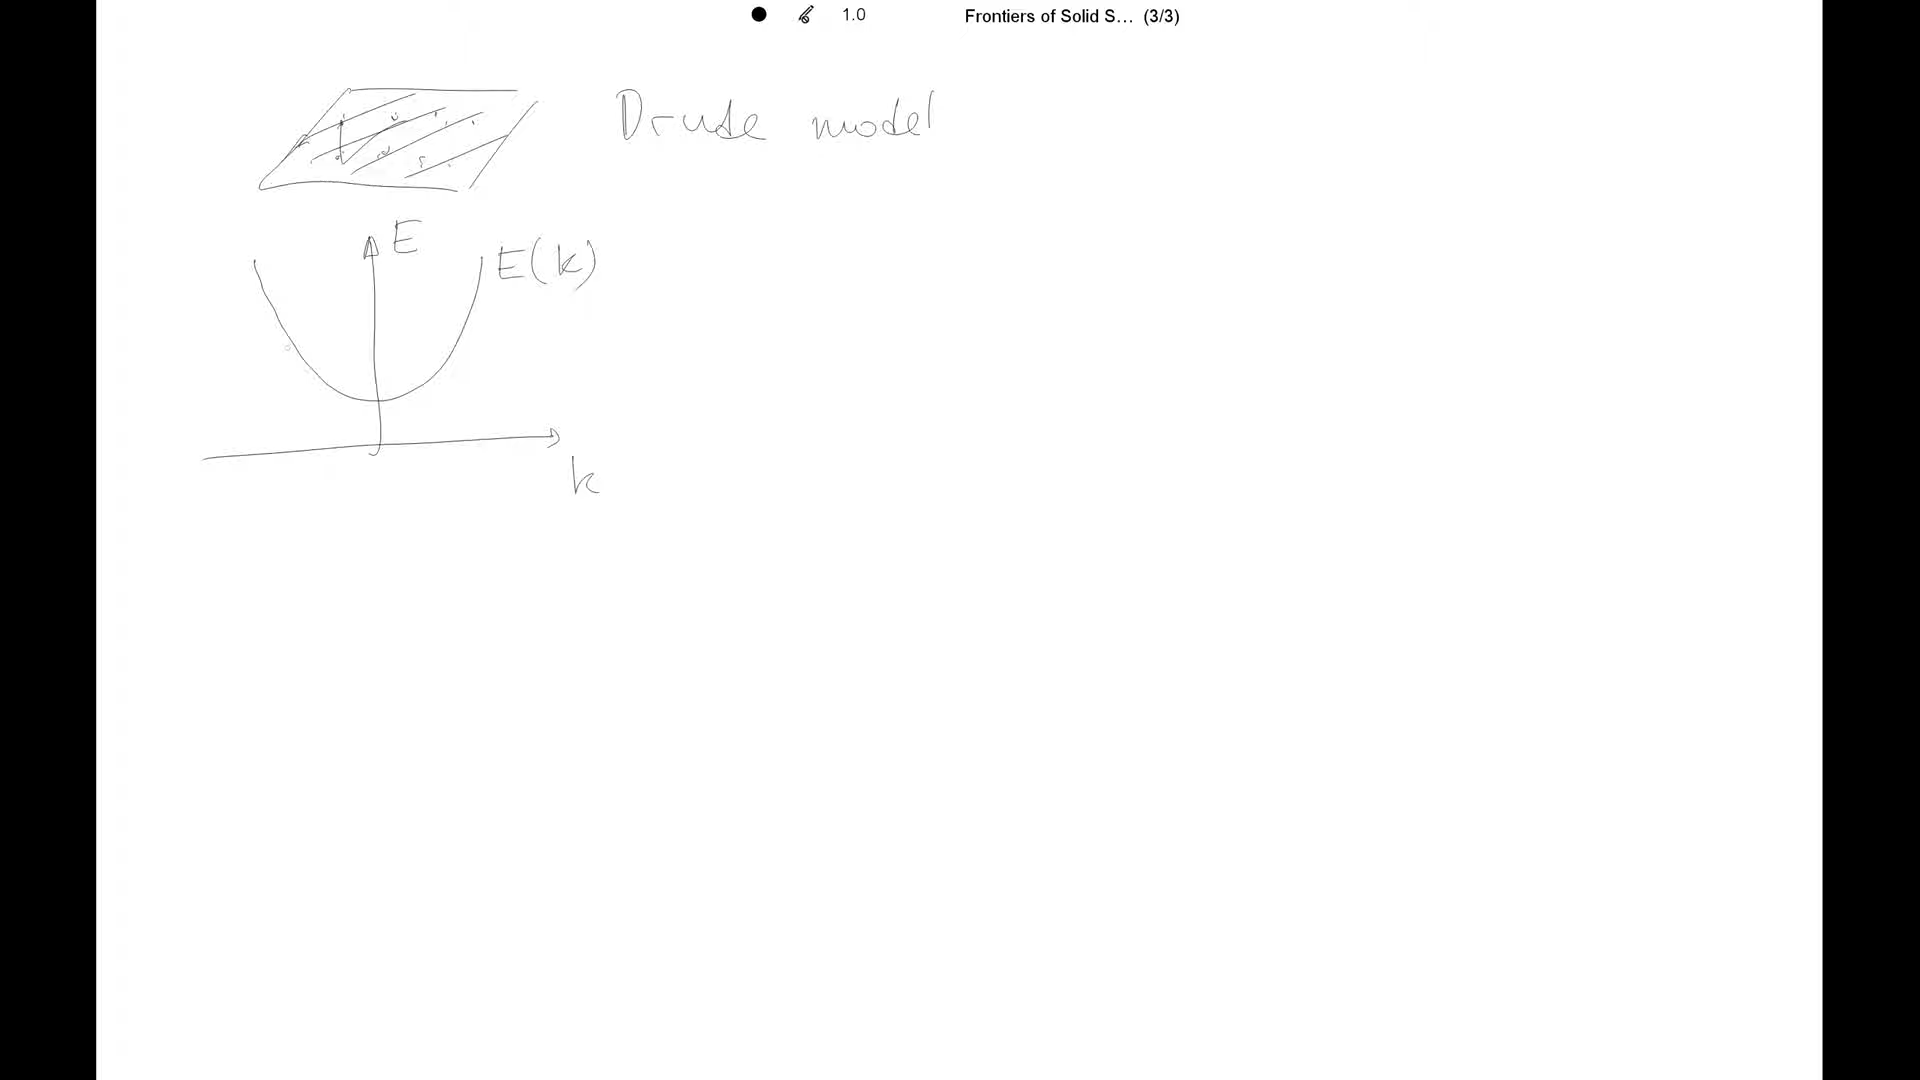 1.0 Frontiers of Solid S... (3/3)
Drude model
E
E(k)
k